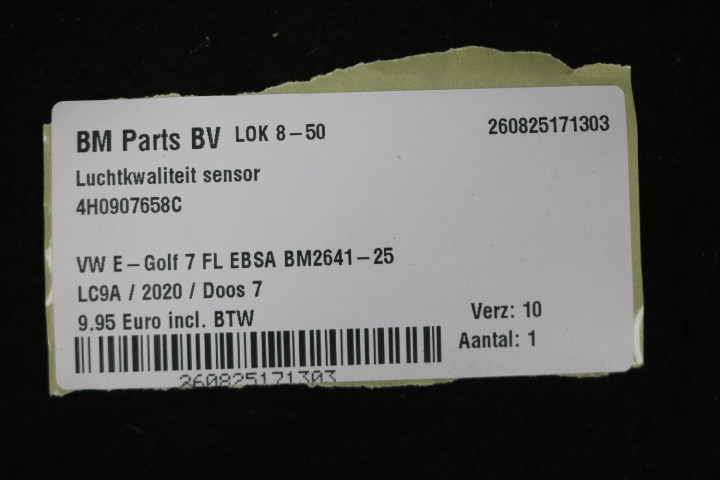 BM Parts BV LOK 8-50 260825171303
Luchtkwaliteit sensor
4H0907658C
VW E-Golf 7 FL EBSA BM2641-25
LC9A / 2020 / Doos 7
9.95 Euro incl. BTW Verz: 10
Aantal: 1
260825171303